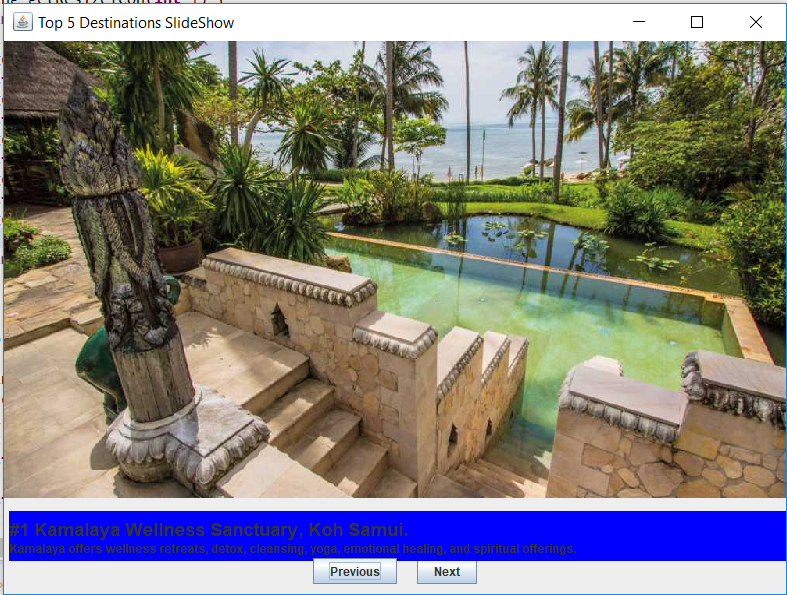 Top 5 Destinations SlideShow
#1 Kamalaya Wellness Sanctuary, Koh Samui.
Kamalaya offers wellness retreats, detox, cleansing, yoga, emotional healing, and spiritual offerings.
Previous Next